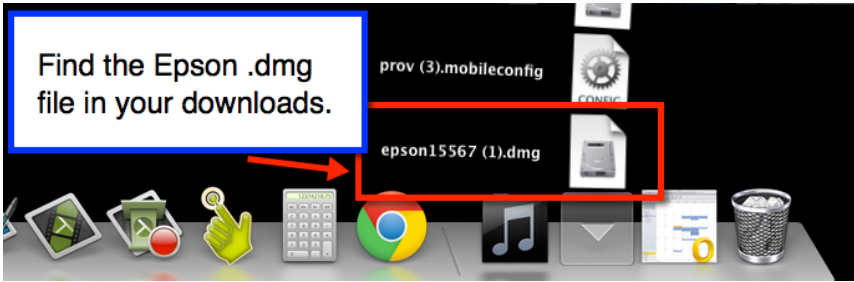 Find the Epson .dmg
file in your downloads.
prov (3).mobileconfig
CONFIG
epson15567 (1).dmg